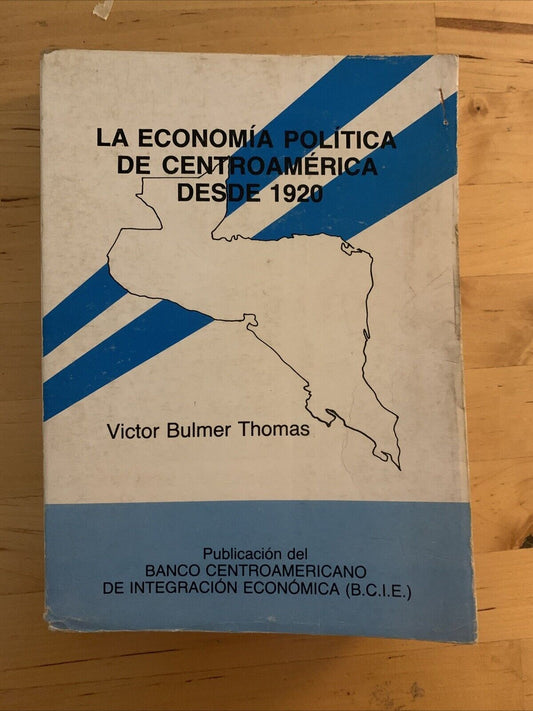 LA ECONOMÍA POLÍTICA
DE CENTROAMÉRICA
DESDE 1920
Victor Bulmer Thomas
Publicación del
BANCO CENTROAMERICANO
DE INTEGRACIÓN ECONÓMICA (B.C.I.E.)